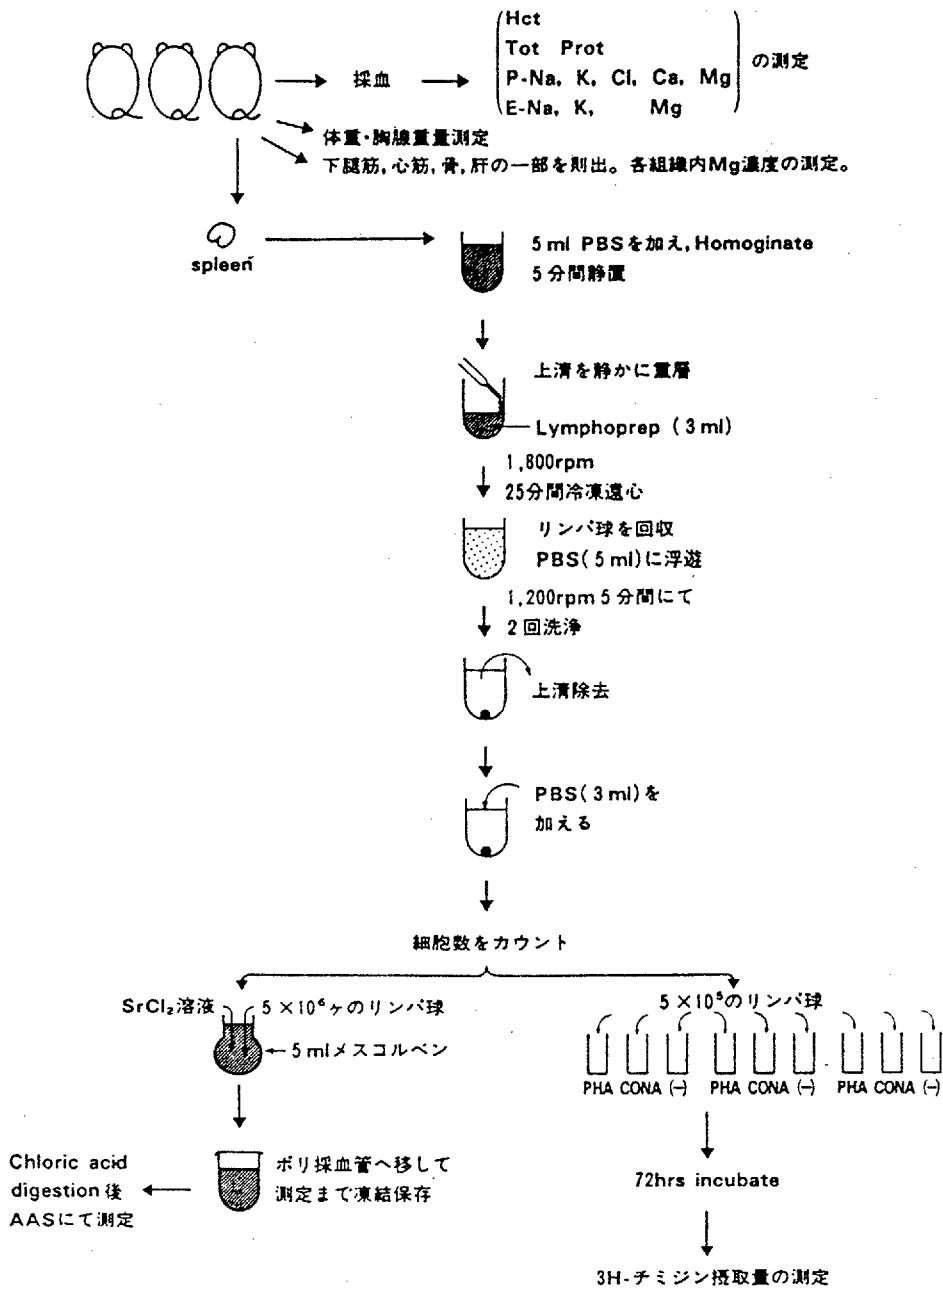 Hct
Tot Prot
P-Na, K, Cl, Ca, Mg
E-Na, K, Mg
の測定
採血
体重・胸腺重量測定
下腿筋,心筋,骨,肝の一部を剔出。各組織内Mg濃度の測定。
spleen
5ml PBSを加え,Homoginate
5分間静置
上清を静かに重層
Lymphoprep (3ml)
1,800rpm
25分間冷凍遠心
リンパ球を回収
PBS(5ml)に浮遊
1,200rpm5分間にて
2回洗浄
上清除去
PBS(3ml)を
加える
細胞数をカウント
SrCl₂溶液
5×10⁶ヶのリンパ球
5mlメスコルベン
5×10⁵のリンパ球
PHA CONA (−) PHA CONA (−) PHA CONA (−)
ポリ採血管へ移して
測定まで凍結保存
Chloric acid
digestion後
AASにて測定
72hrs incubate
3H-チミジン摂取量の測定